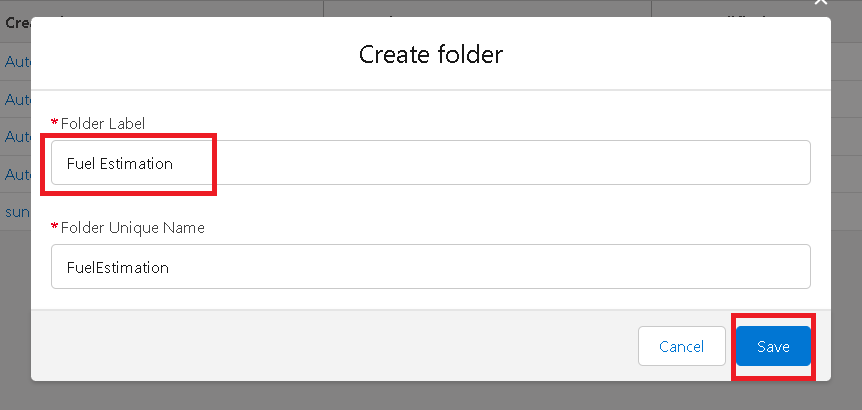 Create folder
*Folder Label
Fuel Estimation
*Folder Unique Name
FuelEstimation
Cancel
Save